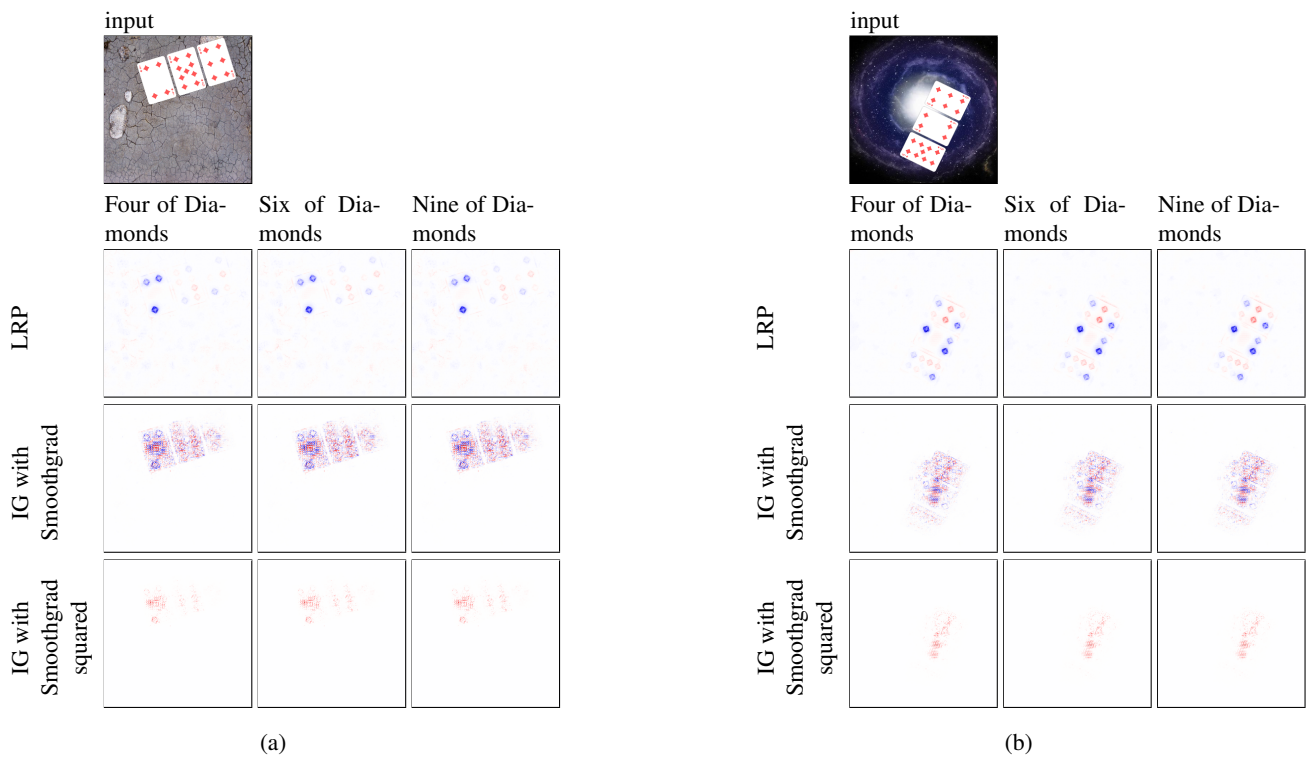 input
Four of Dia-
monds
Six of Dia-
monds
Nine of Dia-
monds
LRP
IG with
Smoothgrad
IG with
Smoothgrad
squared
(a)
input
Four of Dia-
monds
Six of Dia-
monds
Nine of Dia-
monds
LRP
IG with
Smoothgrad
IG with
Smoothgrad
squared
(b)